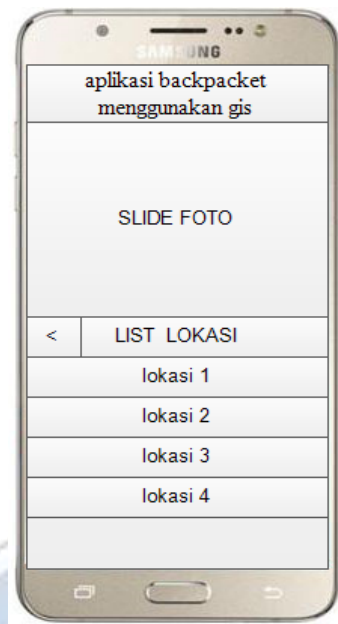 SAMSUNG
aplikasi backpacket
menggunakan gis
SLIDE FOTO
< LIST LOKASI
lokasi 1
lokasi 2
lokasi 3
lokasi 4